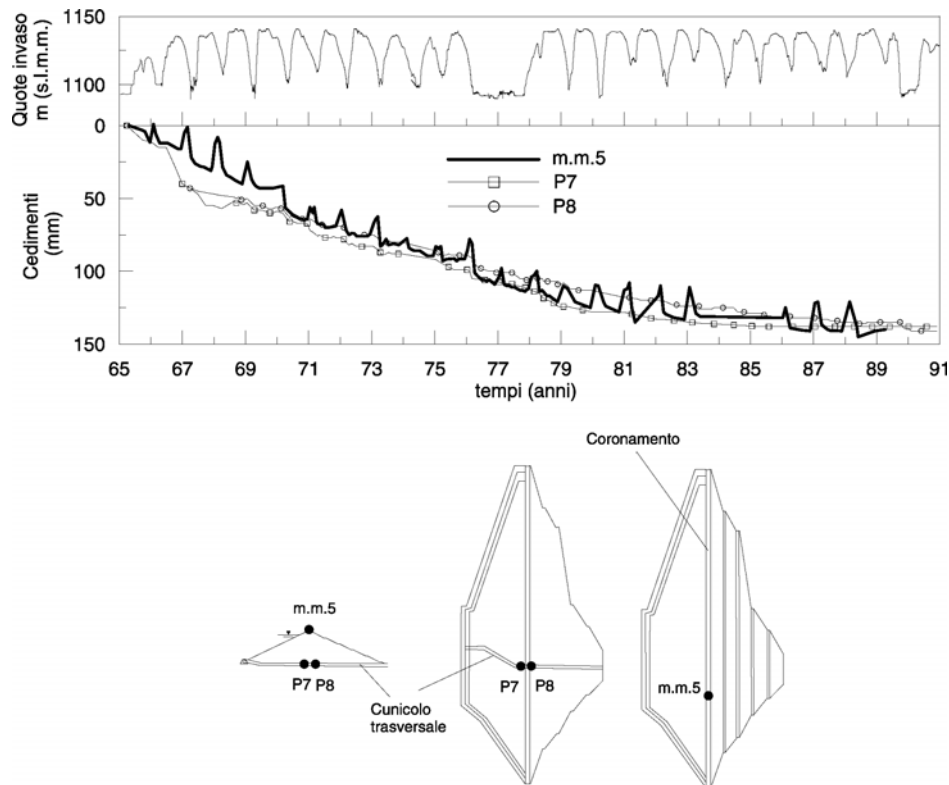 Quote invaso
m (s.l.m.m.)
1150
1100
Cedimenti
(mm)
0
50
100
150
m.m.5
P7
P8
65 67 69 71 73 75 77 79 81 83 85 87 89 91
tempi (anni)
Coronamento
m.m.5
P7 P8
Cunicolo
trasversale
P7 P8
m.m.5